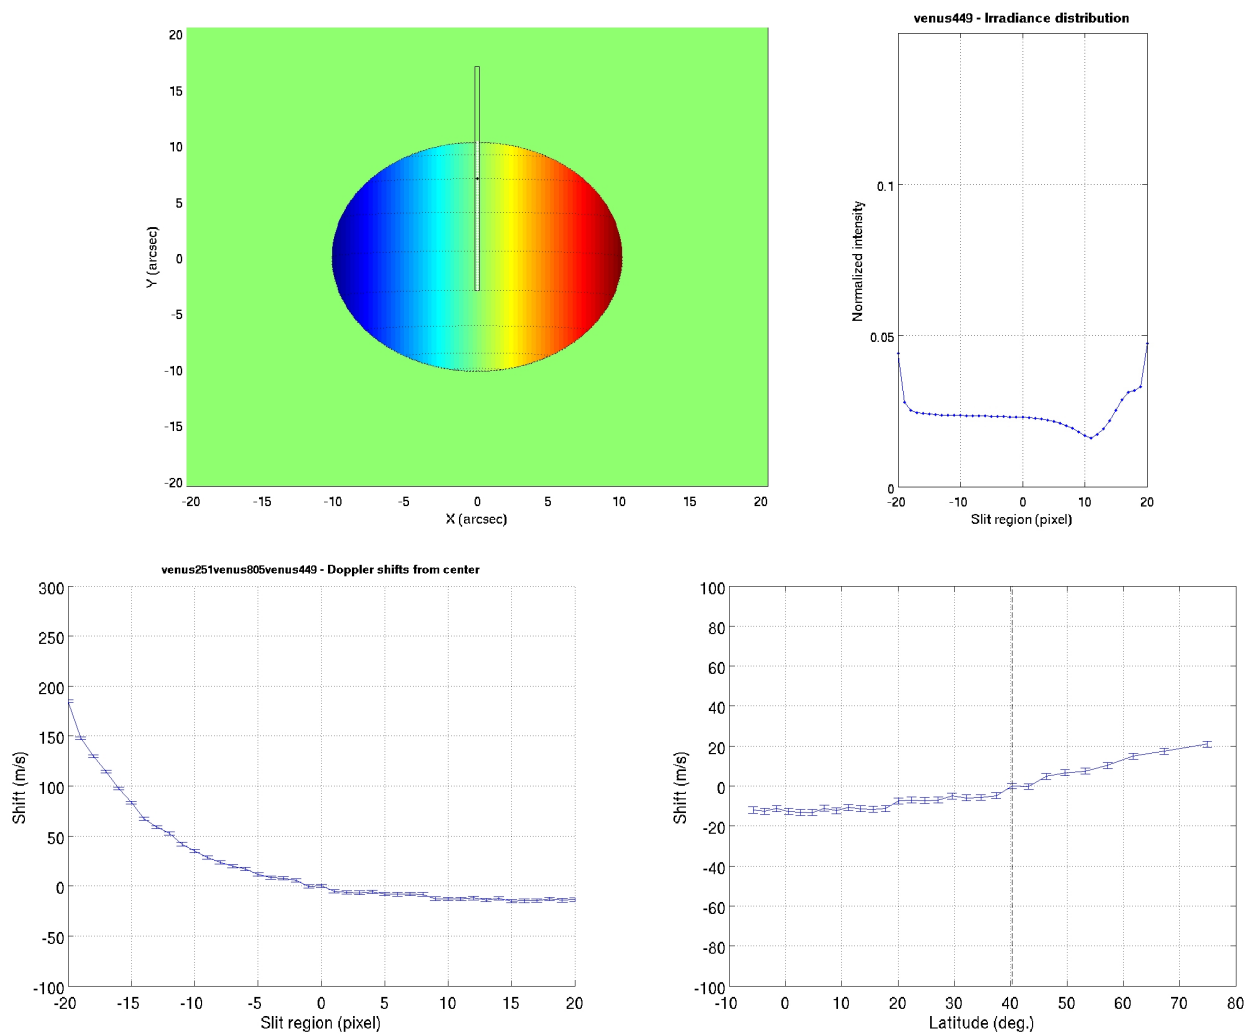 20
15
10
5
0
-5
-10
-15
-20
Y (arcsec)
-20 -15 -10 -5 0 5 10 15 20
X (arcsec)
venus449 - Irradiance distribution
0.1
0.05
0
Normalized intensity
-20 -10 0 10 20
Slit region (pixel)
venus251venus805venus449 - Doppler shifts from center
300
250
200
150
100
50
0
-50
-100
Shift (m/s)
-20 -15 -10 -5 0 5 10 15 20
Slit region (pixel)
100
80
60
40
20
0
-20
-40
-60
-80
-100
Shift (m/s)
-10 0 10 20 30 40 50 60 70 80
Latitude (deg.)